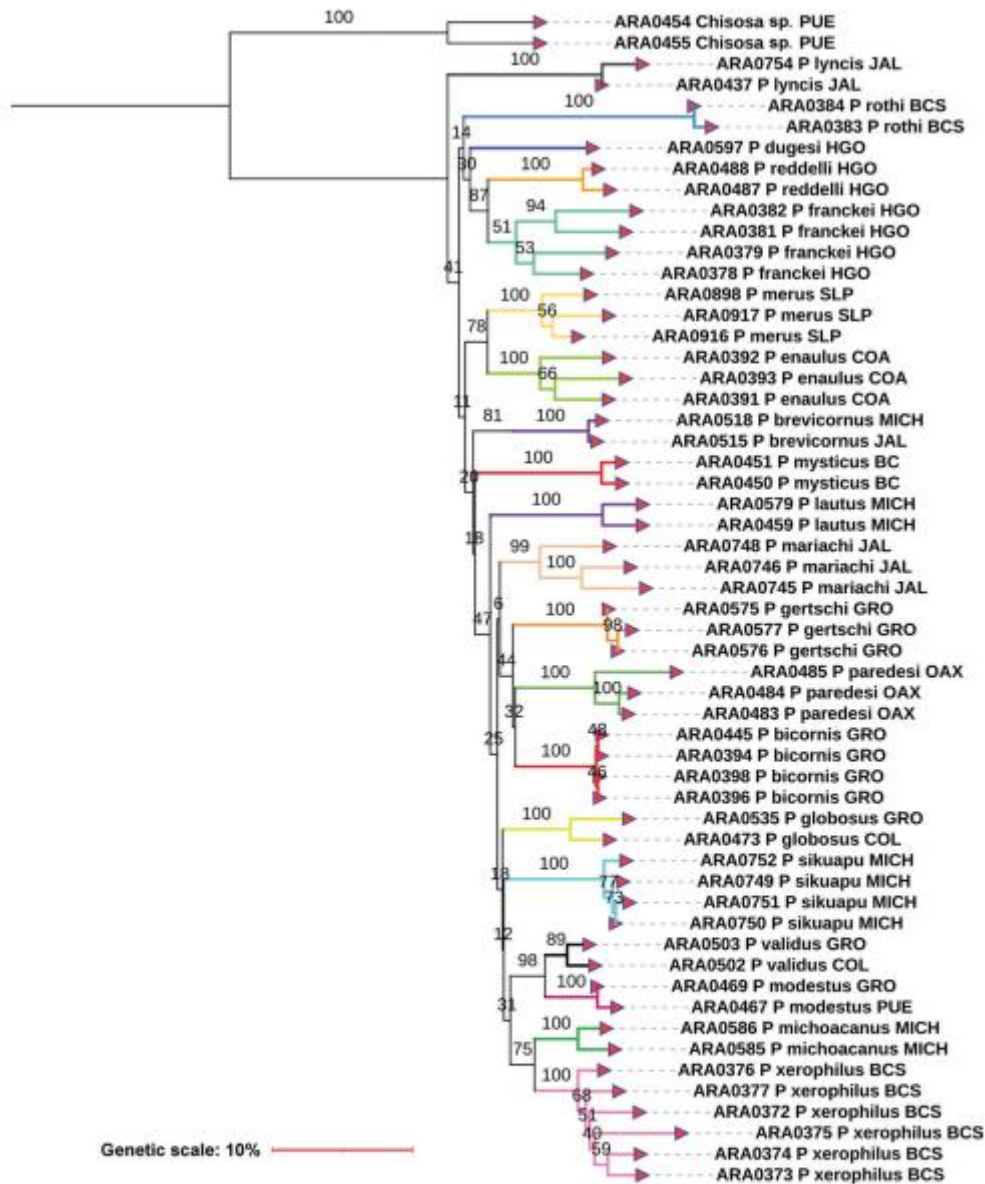 100
ARA0454 Chisosa sp. PUE
ARA0455 Chisosa sp. PUE
100
ARA0754 P lyncis JAL
ARA0437 P lyncis JAL
100
ARA0384 P rothi BCS
ARA0383 P rothi BCS
14
30
ARA0597 P dugesi HGO
100
ARA0488 P reddelli HGO
ARA0487 P reddelli HGO
87
94
ARA0382 P franckei HGO
ARA0381 P franckei HGO
51
53
ARA0379 P franckei HGO
ARA0378 P franckei HGO
41
100
ARA0898 P merus SLP
56
ARA0917 P merus SLP
ARA0916 P merus SLP
78
100
ARA0392 P enaulus COA
66
ARA0393 P enaulus COA
ARA0391 P enaulus COA
11
81
100
ARA0518 P brevicornus MICH
ARA0515 P brevicornus JAL
100
ARA0451 P mysticus BC
ARA0450 P mysticus BC
100
ARA0579 P lautus MICH
ARA0459 P lautus MICH
18
99
ARA0748 P mariachi JAL
100
ARA0746 P mariachi JAL
ARA0745 P mariachi JAL
6
47
100
ARA0575 P gertschi GRO
98
ARA0577 P gertschi GRO
ARA0576 P gertschi GRO
44
100
ARA0485 P paredesi OAX
100
ARA0484 P paredesi OAX
ARA0483 P paredesi OAX
32
25
48
ARA0445 P bicornis GRO
100
ARA0394 P bicornis GRO
46
ARA0398 P bicornis GRO
ARA0396 P bicornis GRO
100
ARA0535 P globosus GRO
ARA0473 P globosus COL
18
100
ARA0752 P sikuapu MICH
77
ARA0749 P sikuapu MICH
73
ARA0751 P sikuapu MICH
ARA0750 P sikuapu MICH
12
89
ARA0503 P validus GRO
98
ARA0502 P validus COL
100
ARA0469 P modestus GRO
ARA0467 P modestus PUE
31
100
ARA0586 P michoacanus MICH
ARA0585 P michoacanus MICH
75
100
ARA0376 P xerophilus BCS
68
ARA0377 P xerophilus BCS
51
ARA0372 P xerophilus BCS
40
ARA0375 P xerophilus BCS
59
ARA0374 P xerophilus BCS
ARA0373 P xerophilus BCS
Genetic scale: 10%